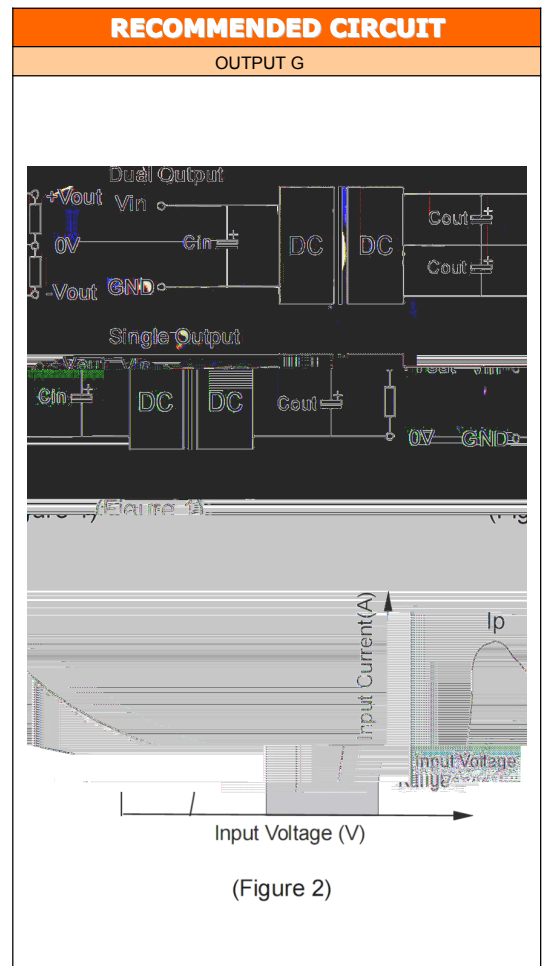 RECOMMENDED CIRCUIT
OUTPUT G
Dual Output
+Vout
Vin
Cout
0V
Cin
DC
DC
Cout
-Vout
GND
Single Output
Cin
DC
DC
Cout
0V
GND
(Figure 1)
Input Current(A)
Ip
Input Voltage
Range
Input Voltage (V)
(Figure 2)